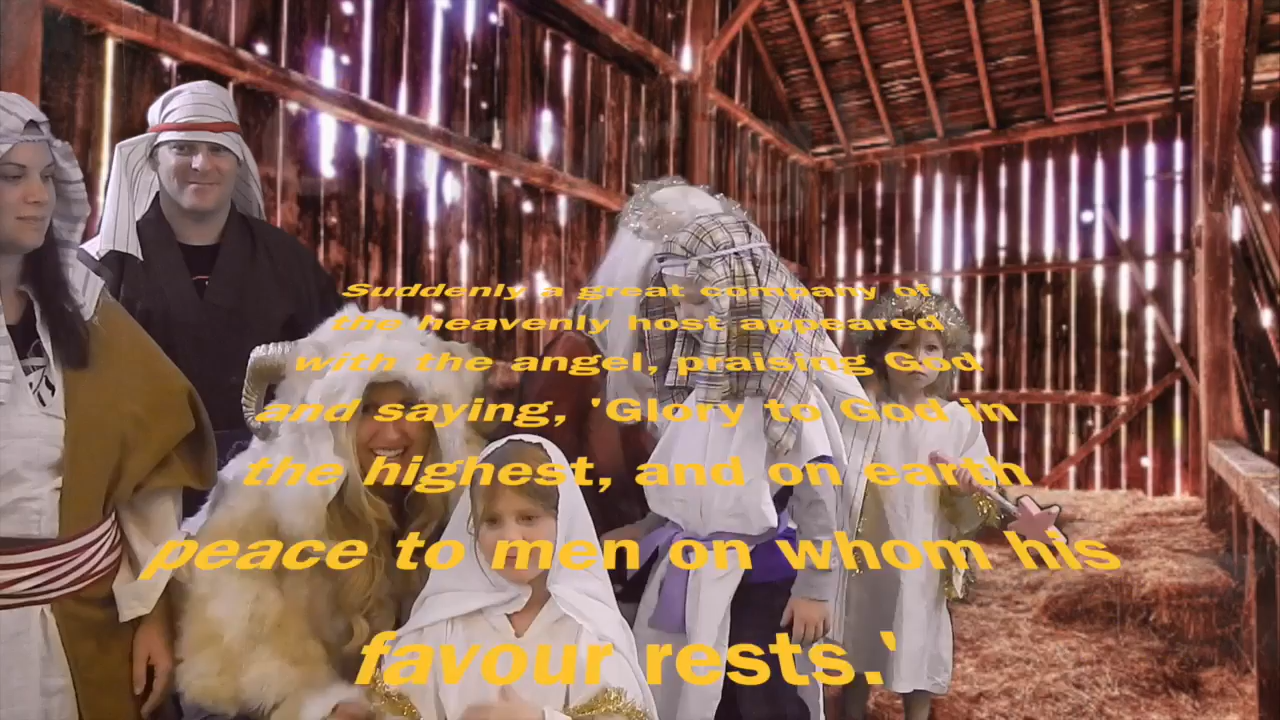 Suddenly a great company of
the heavenly host appeared
with the angel, praising God
and saying, 'Glory to God in
the highest, and on earth
peace to men on whom his
favour rests.'